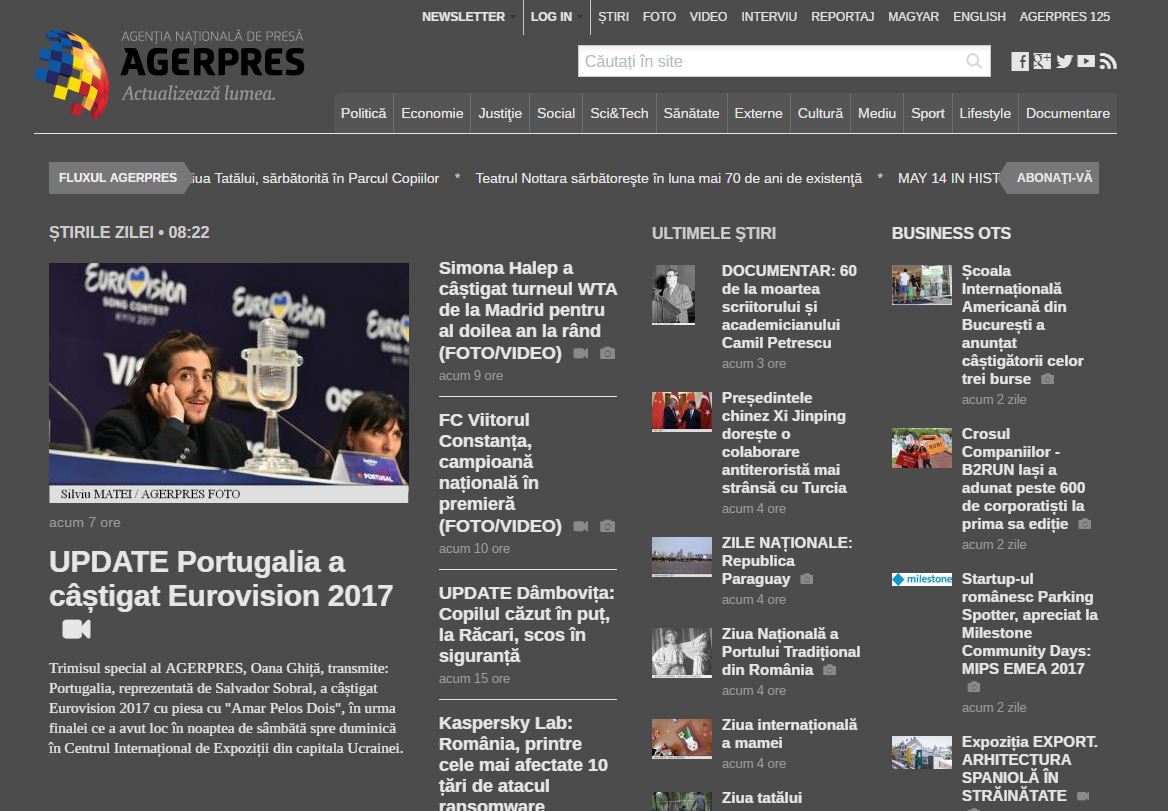 NEWSLETTER
LOG IN
ȘTIRI
FOTO
VIDEO
INTERVIU
REPORTAJ
MAGYAR
ENGLISH
AGERPRES 125
AGENȚIA NAȚIONALĂ DE PRESĂ
AGERPRES
Actualizează lumea.
Căutați în site
Politică
Economie
Justiţie
Social
Sci&Tech
Sănătate
Externe
Cultură
Mediu
Sport
Lifestyle
Documentare
FLUXUL AGERPRES
iua Tatălui, sărbătorită în Parcul Copiilor * Teatrul Nottara sărbătoreşte în luna mai 70 de ani de existenţă * MAY 14 IN HIST
ABONAŢI-VĂ
ȘTIRILE ZILEI • 08:22
EUROVISION
SONG CONTEST
KYIV 2017
PORTUGAL
Silviu MATEI / AGERPRES FOTO
acum 7 ore
UPDATE Portugalia a
câștigat Eurovision 2017
Trimisul special al AGERPRES, Oana Ghiță, transmite:
Portugalia, reprezentată de Salvador Sobral, a câștigat
Eurovision 2017 cu piesa cu "Amar Pelos Dois", în urma
finalei ce a avut loc în noaptea de sâmbătă spre duminică
în Centrul Internațional de Expoziții din capitala Ucrainei.
Simona Halep a
câștigat turneul WTA
de la Madrid pentru
al doilea an la rând
(FOTO/VIDEO)
acum 9 ore
FC Viitorul
Constanța,
campioană
națională în
premieră
(FOTO/VIDEO)
acum 10 ore
UPDATE Dâmbovița:
Copilul căzut în puț,
la Răcari, scos în
siguranță
acum 15 ore
Kaspersky Lab:
România, printre
cele mai afectate 10
țări de atacul
ransomware
ULTIMELE ŞTIRI
DOCUMENTAR: 60
de la moartea
scriitorului și
academicianului
Camil Petrescu
acum 3 ore
Președintele
chinez Xi Jinping
dorește o
colaborare
antiteroristă mai
strânsă cu Turcia
acum 4 ore
ZILE NAȚIONALE:
Republica
Paraguay
acum 4 ore
Ziua Națională a
Portului Tradițional
din România
acum 4 ore
Ziua internațională
a mamei
acum 4 ore
Ziua tatălui
BUSINESS OTS
Școala
Internațională
Americană din
București a
anunțat
câștigătorii celor
trei burse
acum 2 zile
Crosul
Companiilor -
B2RUN Iași a
adunat peste 600
de corporatiști la
prima sa ediție
acum 2 zile
milestone
Startup-ul
românesc Parking
Spotter, apreciat la
Milestone
Community Days:
MIPS EMEA 2017
acum 2 zile
Expoziția EXPORT.
ARHITECTURA
SPANIOLĂ ÎN
STRĂINĂTATE